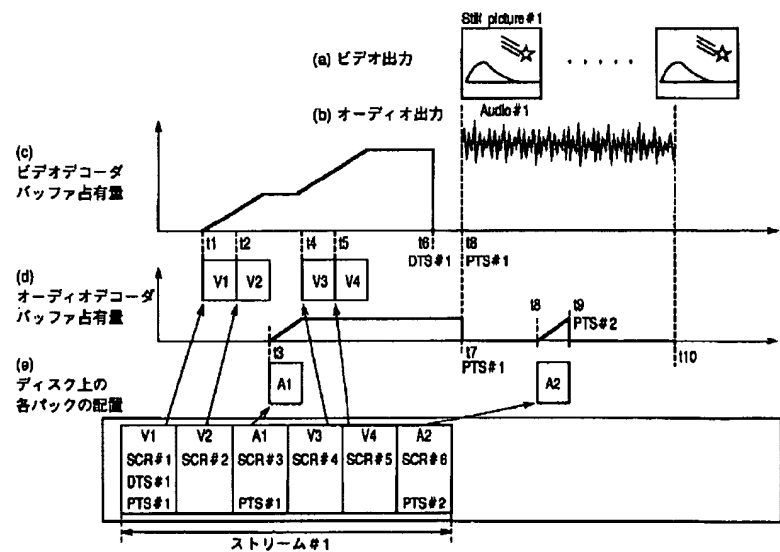 Still picture#1
(a) ビデオ出力
(b) オーディオ出力
Audio#1
(c)
ビデオデコーダ
バッファ占有量
t1 t2 t4 t5 t6 t8
DTS#1 PTS#1
(d)
オーディオデコーダ
バッファ占有量
V1 V2 V3 V4
t8 t9
PTS#2
t3 t7 t10
PTS#1
(e)
ディスク上の
各パックの配置
A1 A2
V1 V2 A1 V3 V4 A2
SCR#1 SCR#2 SCR#3 SCR#4 SCR#5 SCR#6
DTS#1
PTS#1 PTS#1 PTS#2
ストリーム#1